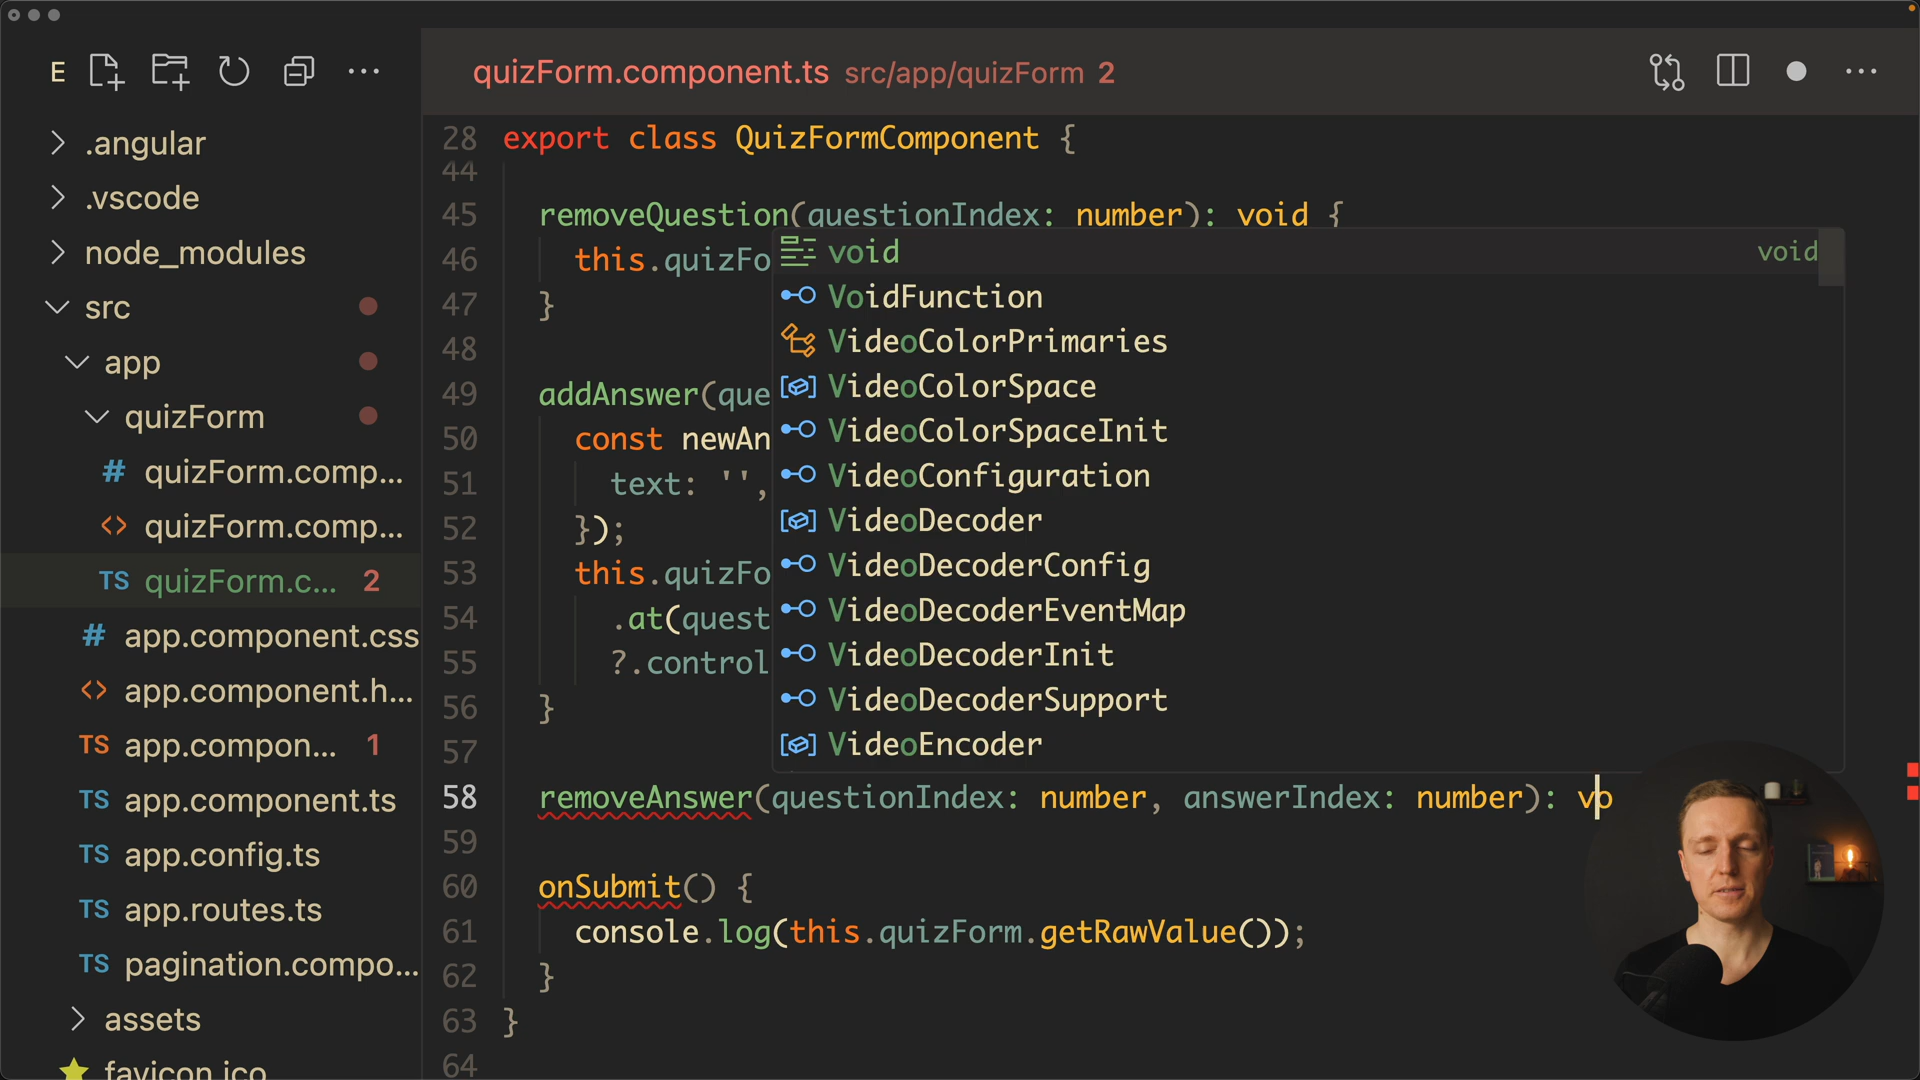 E
quizForm.component.ts src/app/quizForm 2
.angular
.vscode
node_modules
src
app
quizForm
# quizForm.comp...
<> quizForm.comp...
TS quizForm.c... 2
# app.component.css
<> app.component.h...
TS app.compon... 1
TS app.component.ts
TS app.config.ts
TS app.routes.ts
TS pagination.compo...
assets
favicon.ico
28 export class QuizFormComponent {
44
45 removeQuestion(questionIndex: number): void {
46 this.quizFo
47 }
48
49 addAnswer(que
50 const newAn
51 text: '',
52 });
53 this.quizFo
54 .at(quest
55 ?.control
56 }
57
58 removeAnswer(questionIndex: number, answerIndex: number): vo
59
60 onSubmit() {
61 console.log(this.quizForm.getRawValue());
62 }
63 }
64
void void
VoidFunction
VideoColorPrimaries
VideoColorSpace
VideoColorSpaceInit
VideoConfiguration
VideoDecoder
VideoDecoderConfig
VideoDecoderEventMap
VideoDecoderInit
VideoDecoderSupport
VideoEncoder